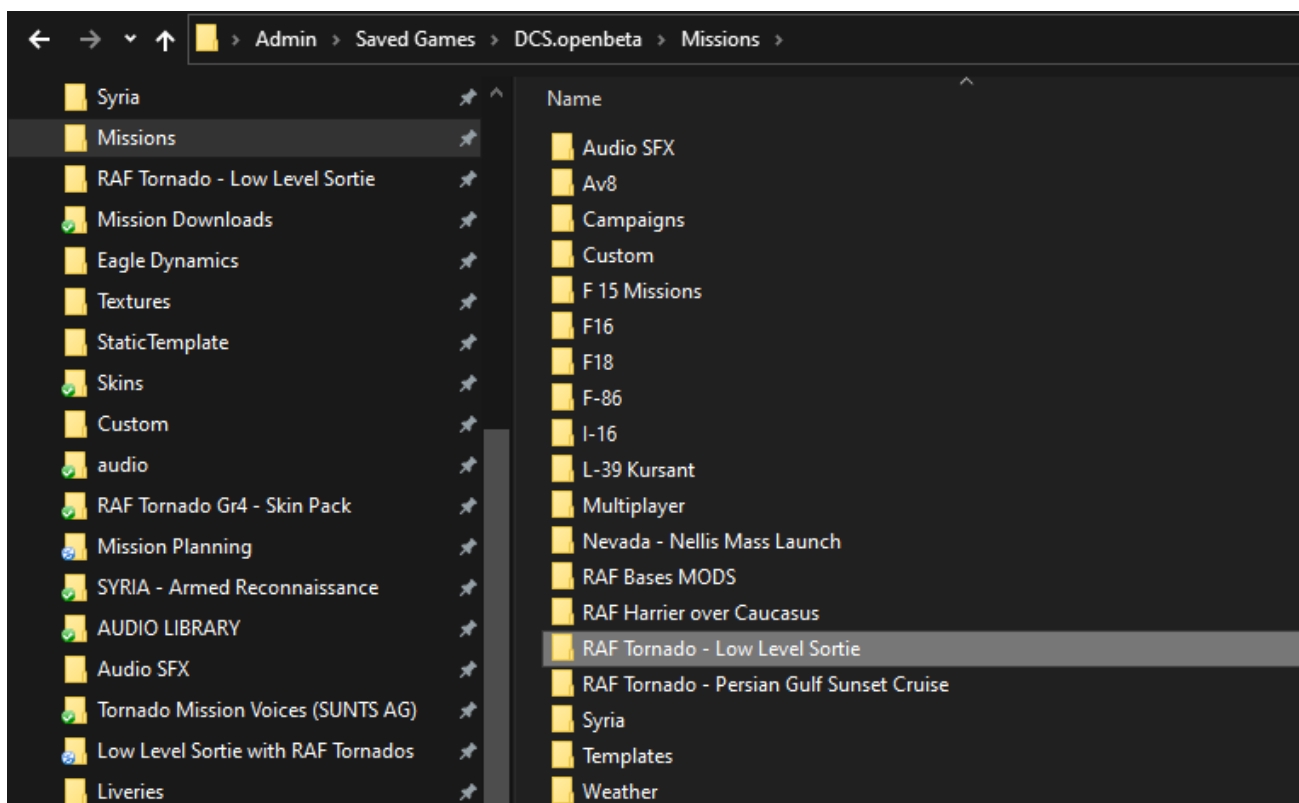 Admin > Saved Games > DCS.openbeta > Missions >
Syria
Missions
RAF Tornado - Low Level Sortie
Mission Downloads
Eagle Dynamics
Textures
StaticTemplate
Skins
Custom
audio
RAF Tornado Gr4 - Skin Pack
Mission Planning
SYRIA - Armed Reconnaissance
AUDIO LIBRARY
Audio SFX
Tornado Mission Voices (SUNTS AG)
Low Level Sortie with RAF Tornados
Liveries
Name
Audio SFX
Av8
Campaigns
Custom
F 15 Missions
F16
F18
F-86
I-16
L-39 Kursant
Multiplayer
Nevada - Nellis Mass Launch
RAF Bases MODS
RAF Harrier over Caucasus
RAF Tornado - Low Level Sortie
RAF Tornado - Persian Gulf Sunset Cruise
Syria
Templates
Weather